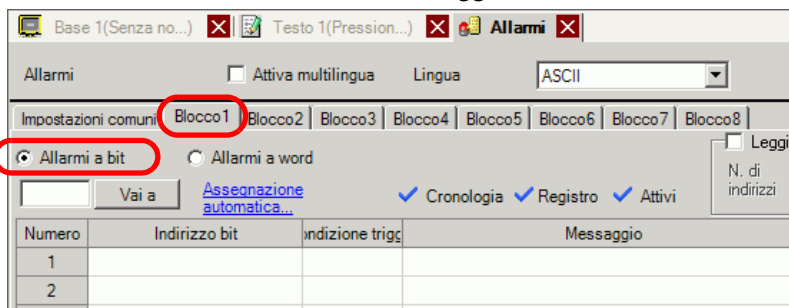 Base 1(Senza no...) Testo 1(Pression...) Allarmi
Allarmi Attiva multilingua Lingua ASCII
Impostazioni comuni Blocco1 Blocco2 Blocco3 Blocco4 Blocco5 Blocco6 Blocco7 Blocco8
Leggi
Allarmi a bit Allarmi a word
N. di
indirizzi
Vai a Assegnazione
automatica... Cronologia Registro Attivi
Numero Indirizzo bit ondizione trigg Messaggio
1
2